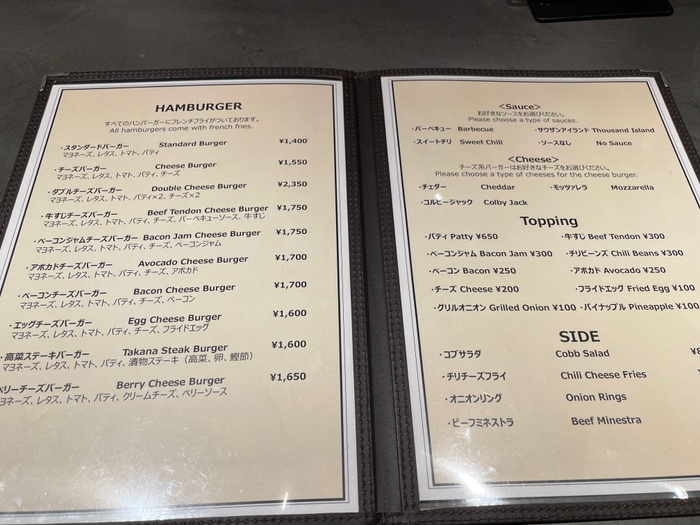 HAMBURGER
すべてのハンバーガーにフレンチフライがついております。
All hamburgers come with french fries.
・スタンダードバーガー Standard Burger ¥1,400
マヨネーズ、レタス、トマト、パティ
・チーズバーガー Cheese Burger ¥1,550
マヨネーズ、レタス、トマト、パティ、チーズ
・ダブルチーズバーガー Double Cheese Burger ¥2,350
マヨネーズ、レタス、トマト、パティ×2、チーズ×2
・牛すじチーズバーガー Beef Tendon Cheese Burger ¥1,750
マヨネーズ、レタス、トマト、パティ、チーズ、バーベキューソース、牛すじ
・ベーコンジャムチーズバーガー Bacon Jam Cheese Burger ¥1,750
マヨネーズ、レタス、トマト、パティ、チーズ、ベーコンジャム
・アボカドチーズバーガー Avocado Cheese Burger ¥1,700
マヨネーズ、レタス、トマト、パティ、チーズ、アボカド
・ベーコンチーズバーガー Bacon Cheese Burger ¥1,700
マヨネーズ、レタス、トマト、パティ、チーズ、ベーコン
・エッグチーズバーガー Egg Cheese Burger ¥1,600
マヨネーズ、レタス、トマト、パティ、チーズ、フライドエッグ
・高菜ステーキバーガー Takana Steak Burger ¥1,600
マヨネーズ、レタス、トマト、パティ、漬物ステーキ（高菜、卵、鰹節）
ベリーチーズバーガー Berry Cheese Burger ¥1,650
マヨネーズ、レタス、トマト、パティ、クリームチーズ、ベリーソース
<Sauce>
お好きなソースをお選びください。
Please choose a type of sauces.
・バーベキュー Barbecue ・サウザンアイランド Thousand Island
・スイートチリ Sweet Chili ・ソースなし No Sauce
<Cheese>
チーズ系バーガーはお好きなチーズをお選びください。
Please choose a type of cheeses for the cheese burger.
・チェダー Cheddar ・モッツァレラ Mozzarella
・コルビージャック Colby Jack
Topping
・パティ Patty ¥650 ・牛すじ Beef Tendon ¥300
・ベーコンジャム Bacon Jam ¥300 ・チリビーンズ Chili Beans ¥300
・ベーコン Bacon ¥250 ・アボカド Avocado ¥250
・チーズ Cheese ¥200 ・フライドエッグ Fried Egg ¥100
・グリルオニオン Grilled Onion ¥100 ・パイナップル Pineapple ¥100
SIDE
・コブサラダ Cobb Salad
・チリチーズフライ Chili Cheese Fries
・オニオンリング Onion Rings
・ビーフミネストラ Beef Minestra